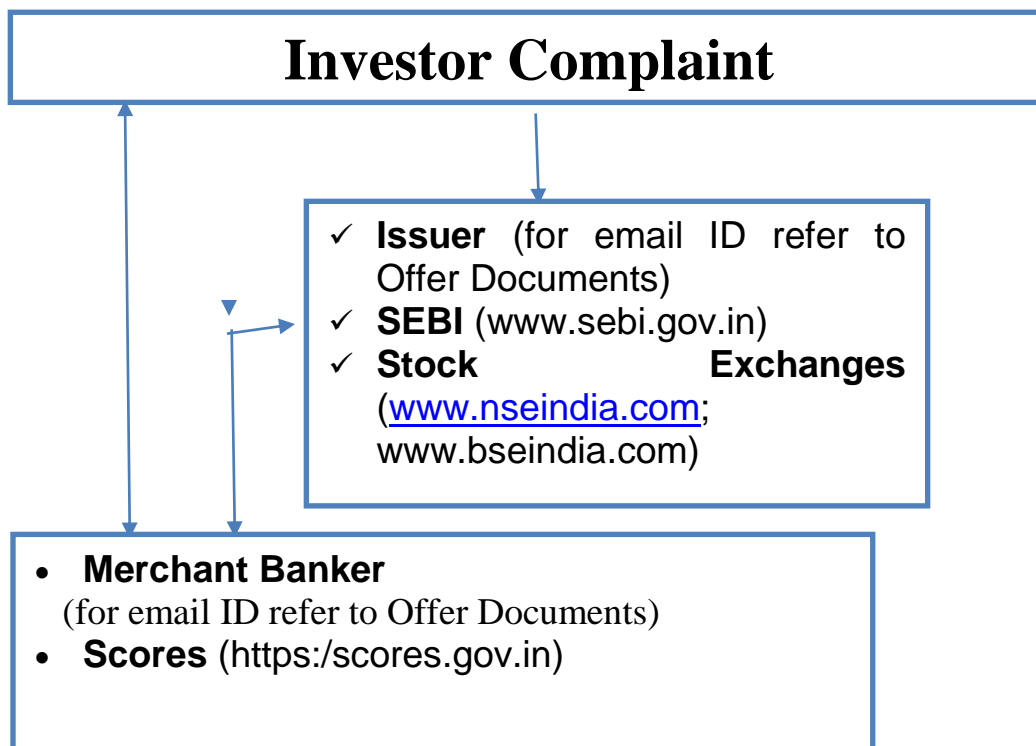 Investor Complaint
✓ Issuer (for email ID refer to
Offer Documents)
✓ SEBI (www.sebi.gov.in)
✓ Stock Exchanges
(www.nseindia.com;
www.bseindia.com)
• Merchant Banker
(for email ID refer to Offer Documents)
• Scores (https:/scores.gov.in)